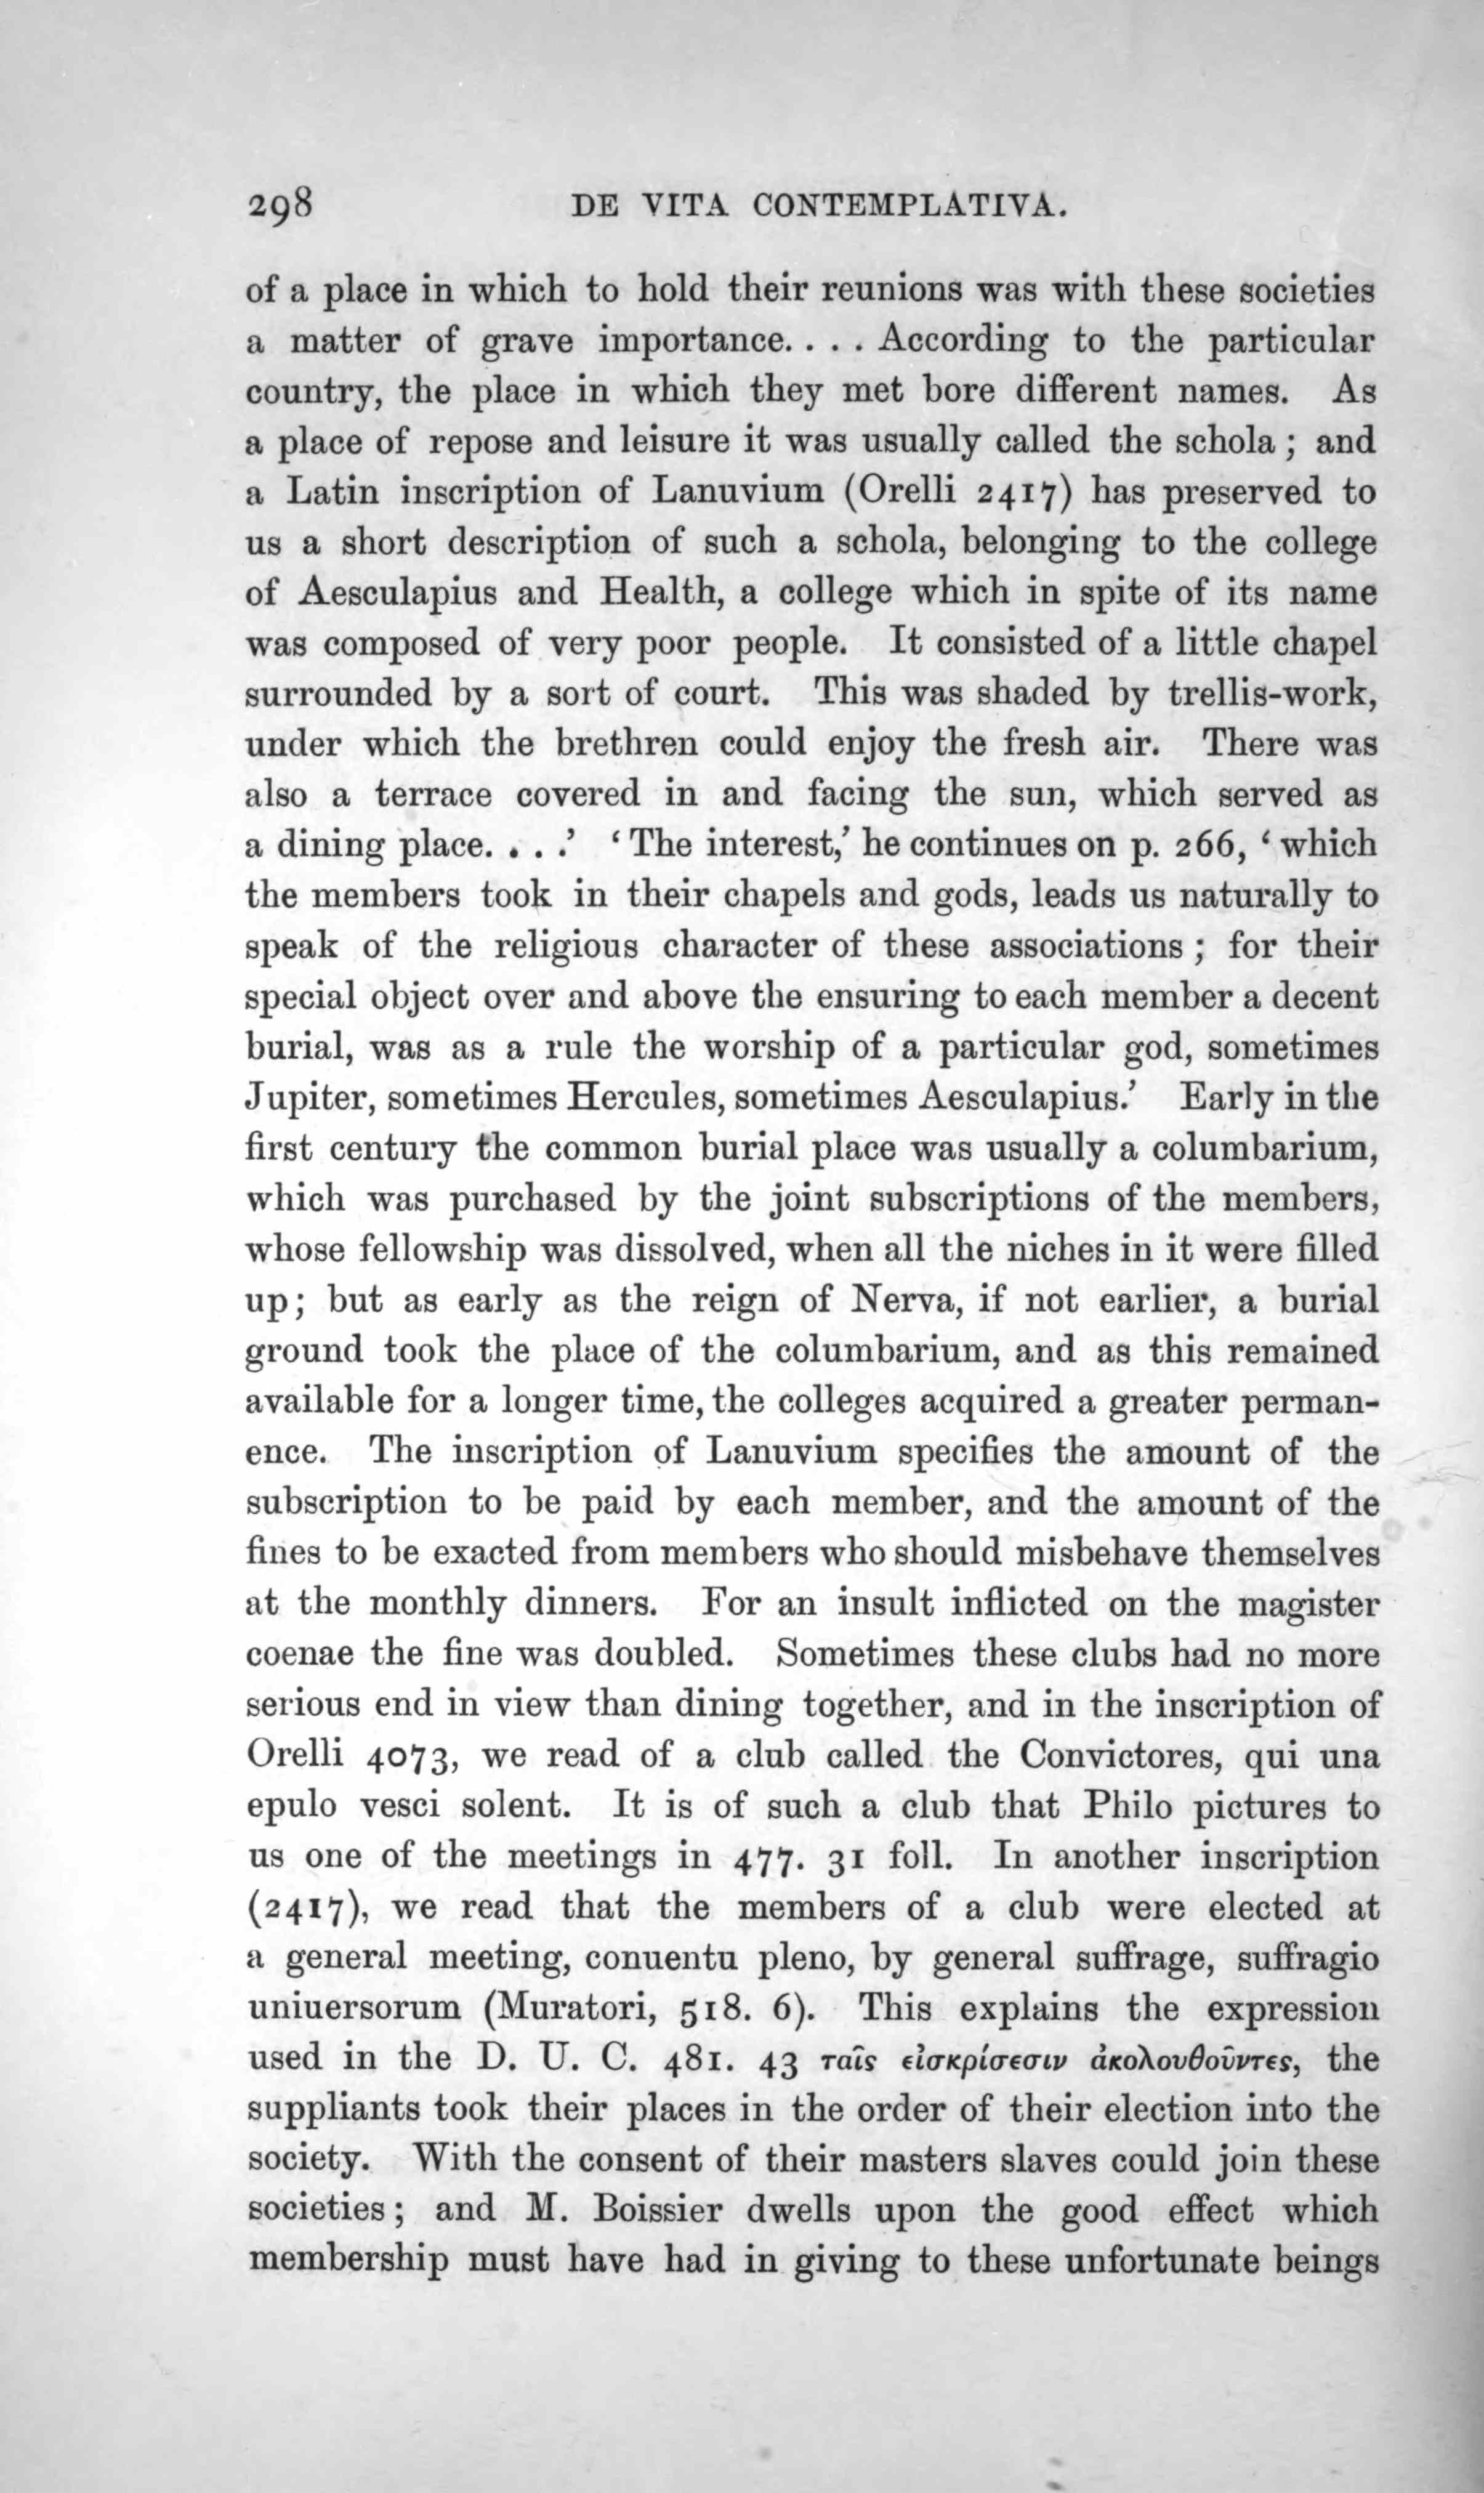 298 DE VITA CONTEMPLATIVA.
of a place in which to hold their reunions was with these societies
a matter of grave importance. . . . According to the particular
country, the place in which they met bore different names. As
a place of repose and leisure it was usually called the schola ; and
a Latin inscription of Lanuvium (Orelli 2417) has preserved to
us a short description of such a schola, belonging to the college
of Aesculapius and Health, a college which in spite of its name
was composed of very poor people. It consisted of a little chapel
surrounded by a sort of court. This was shaded by trellis-work,
under which the brethren could enjoy the fresh air. There was
also a terrace covered in and facing the sun, which served as
a dining place. . . .’ ‘The interest,’ he continues on p. 266, ‘which
the members took in their chapels and gods, leads us naturally to
speak of the religious character of these associations ; for their
special object over and above the ensuring to each member a decent
burial, was as a rule the worship of a particular god, sometimes
Jupiter, sometimes Hercules, sometimes Aesculapius.’ Early in the
first century the common burial place was usually a columbarium,
which was purchased by the joint subscriptions of the members,
whose fellowship was dissolved, when all the niches in it were filled
up; but as early as the reign of Nerva, if not earlier, a burial
ground took the place of the columbarium, and as this remained
available for a longer time, the colleges acquired a greater perman-
ence. The inscription of Lanuvium specifies the amount of the
subscription to be paid by each member, and the amount of the
fines to be exacted from members who should misbehave themselves
at the monthly dinners. For an insult inflicted on the magister
coenae the fine was doubled. Sometimes these clubs had no more
serious end in view than dining together, and in the inscription of
Orelli 4073, we read of a club called the Convictores, qui una
epulo vesci solent. It is of such a club that Philo pictures to
us one of the meetings in 477. 31 foll. In another inscription
(2417), we read that the members of a club were elected at
a general meeting, conuentu pleno, by general suffrage, suffragio
uniuersorum (Muratori, 518. 6). This explains the expression
used in the D. U. C. 481. 43 ταῖς εἰσκρίσεσιν ἀκολουθοῦντες, the
suppliants took their places in the order of their election into the
society. With the consent of their masters slaves could join these
societies ; and M. Boissier dwells upon the good effect which
membership must have had in giving to these unfortunate beings